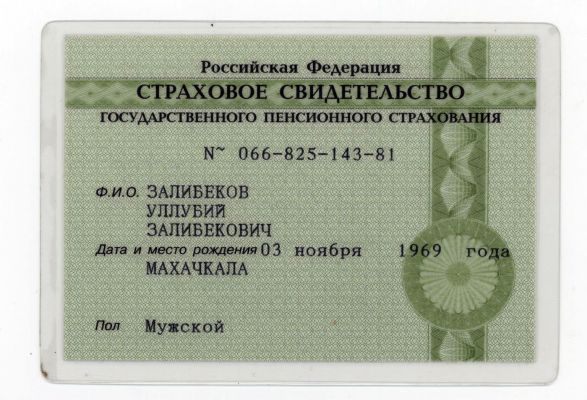 Российская Федерация
СТРАХОВОЕ СВИДЕТЕЛЬСТВО
ГОСУДАРСТВЕННОГО ПЕНСИОННОГО СТРАХОВАНИЯ
N~ 066-825-143-81
Ф.И.О. ЗАЛИБЕКОВ
УЛЛУБИЙ
ЗАЛИБЕКОВИЧ
Дата и место рождения 03 ноября 1969 года
МАХАЧКАЛА
Пол Мужской